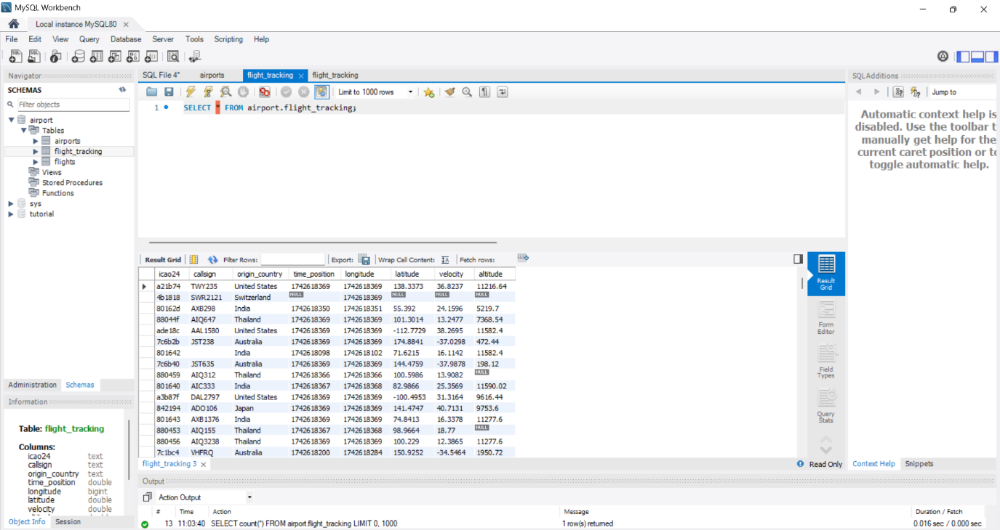 MySQL Workbench
Local instance MySQL80
File Edit View Query Database Server Tools Scripting Help
Navigator
SCHEMAS
Filter objects
airport
Tables
airports
flight_tracking
flights
Views
Stored Procedures
Functions
sys
tutorial
Administration Schemas
Information
Table: flight_tracking
Columns:
icao24 text
callsign text
origin_country text
time_position double
longitude bigint
latitude double
velocity double
Object Info Session
SQL File 4* airports flight_tracking flight_tracking
Limit to 1000 rows
1 SELECT * FROM airport.flight_tracking;
Result Grid Filter Rows: Export: Wrap Cell Content: Fetch rows:
icao24 callsign origin_country time_position longitude latitude velocity altitude
a21b74 TWY235 United States 1742618369 1742618369 138.3373 36.8237 11216.64
4b1818 SWR2121 Switzerland NULL 1742618369 NULL NULL NULL
80162d AXB298 India 1742618350 1742618351 55.392 24.1596 5219.7
88044f AIQ647 Thailand 1742618369 1742618369 101.3014 13.2477 7368.54
ade18c AAL1580 United States 1742618369 1742618369 -112.7729 38.2695 11582.4
7c6b2b JST238 Australia 1742618369 1742618369 174.8841 -37.0298 472.44
801642 India 1742618098 1742618102 71.6215 16.1142 11582.4
7c6b40 JST635 Australia 1742618369 1742618369 144.4759 -37.9878 198.12
880459 AIQ312 Thailand 1742618366 1742618366 100.5986 13.9082 NULL
801640 AIC333 India 1742618367 1742618368 82.9866 25.3569 11590.02
a3b87f DAL2797 United States 1742618369 1742618369 -100.4953 31.3164 9616.44
842194 ADO106 Japan 1742618369 1742618369 141.4747 40.7131 9753.6
801643 AXB1376 India 1742618369 1742618369 74.8413 16.3378 11277.6
880453 AIQ155 Thailand 1742618367 1742618368 98.9664 18.77 NULL
880456 AIQ3238 Thailand 1742618369 1742618369 100.229 12.3865 11277.6
7c1bc4 VHFRQ Australia 1742618200 1742618284 150.9252 -34.5464 1950.72
flight_tracking 3
Read Only
Result
Grid
Form
Editor
Field
Types
Query
Stats
Output
Action Output
# Time Action Message Duration / Fetch
13 11:03:40 SELECT count(*) FROM airport.flight_tracking LIMIT 0, 1000 1 row(s) returned 0.016 sec / 0.000 sec
SQLAdditions
Jump to
Automatic context help is
disabled. Use the toolbar t
manually get help for the
current caret position or to
toggle automatic help.
Context Help Snippets